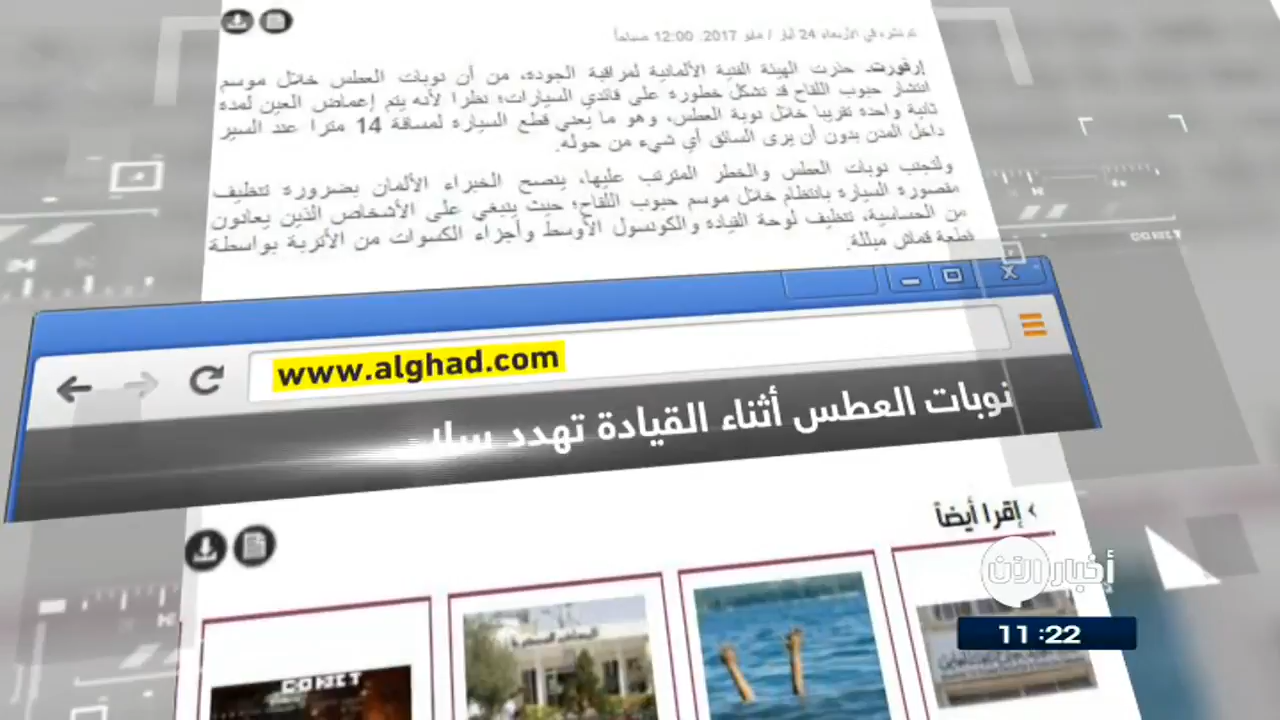 تم نشره في الأربعاء 24 أيار / مايو 2017. 12:00 صباحاً
إرفورت- حذرت الهيئة الفنية الألمانية لمراقبة الجودة، من أن نوبات العطس خلال موسم
انتشار حبوب اللقاح قد تشكل خطورة على قائدي السيارات؛ نظرا لأنه يتم إغماض العين لمدة
ثانية واحدة تقريبا خلال نوبة العطس، وهو ما يعني قطع السيارة لمسافة 14 مترا عند السير
داخل المدن بدون أن يرى السائق أي شيء من حوله.
ولتجنب نوبات العطس والخطر المترتب عليها، ينصح الخبراء الألمان بضرورة تنظيف
مقصورة السيارة بانتظام خلال موسم حبوب اللقاح؛ حيث ينبغي على الأشخاص الذين يعانون
من الحساسية، تنظيف لوحة القيادة والكونسول الأوسط وأجزاء الكسوات من الأتربة بواسطة
قطعة قماش مبللة.
X
www.alghad.com
نوبات العطس أثناء القيادة تهدد
إقرا أيضاً
أخبار الآن
11:22